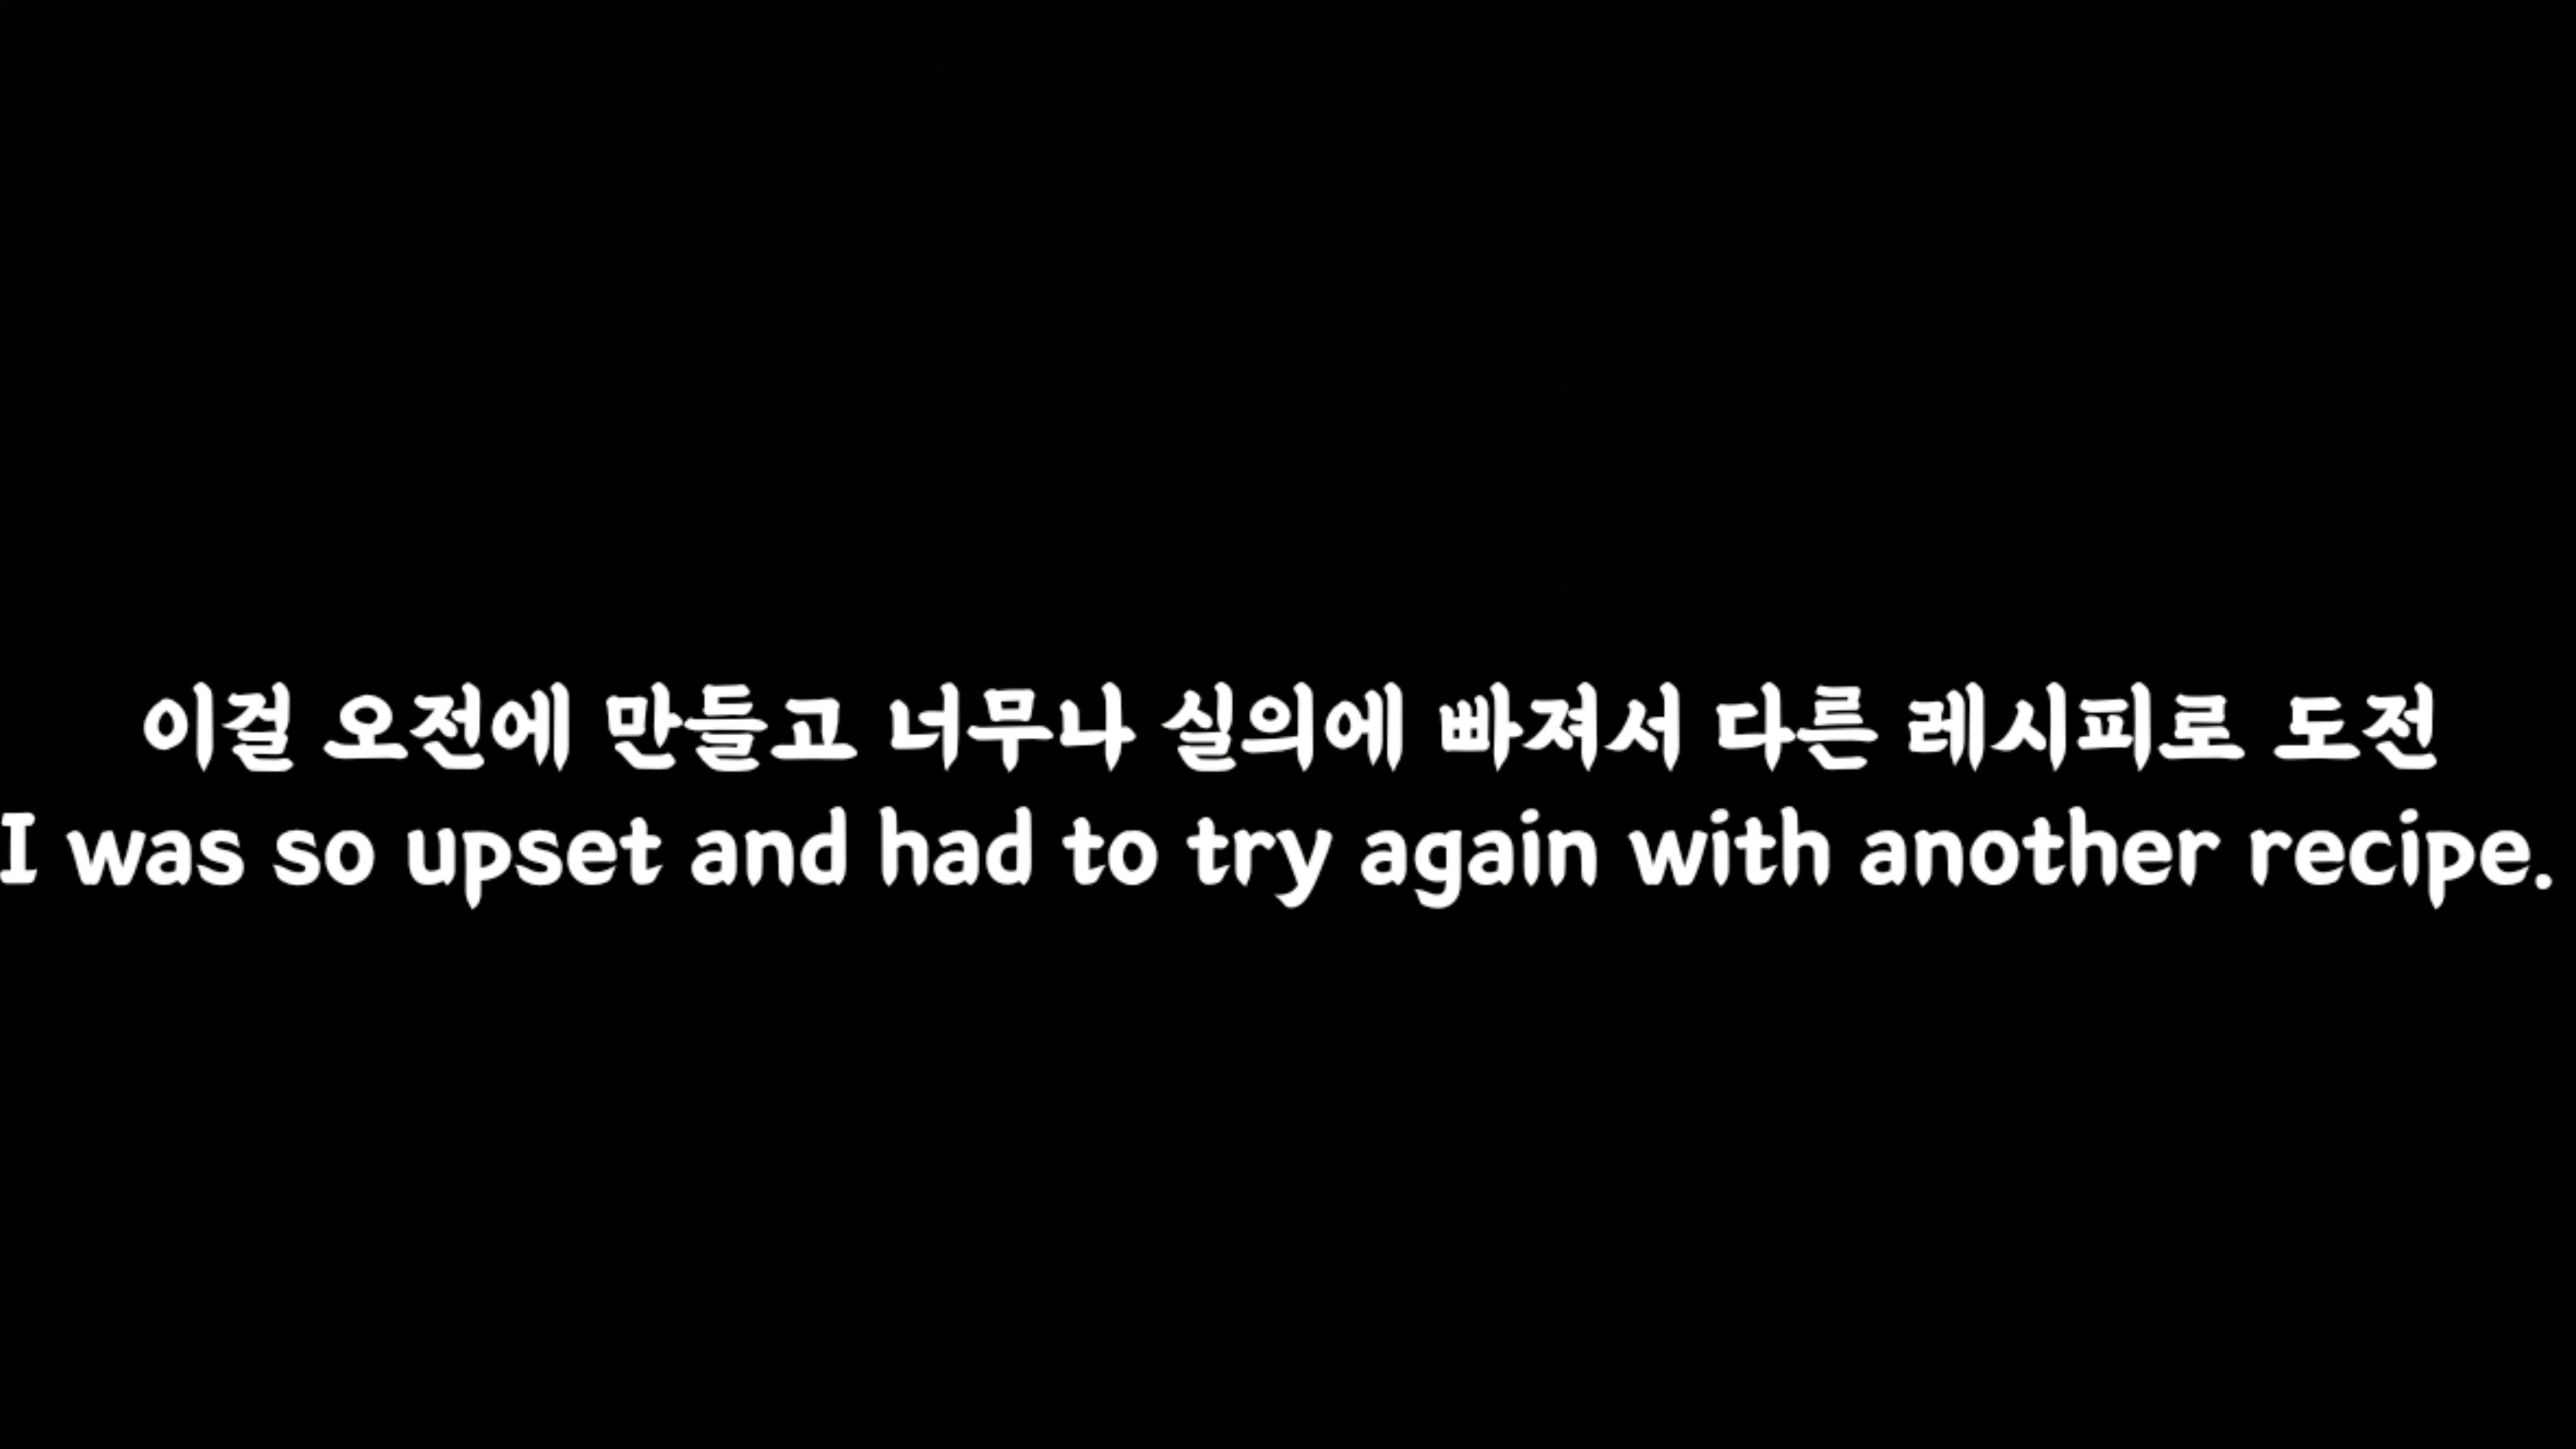 이걸 오전에 만들고 너무나 실의에 빠져서 다른 레시피로 도전
I was so upset and had to try again with another recipe.